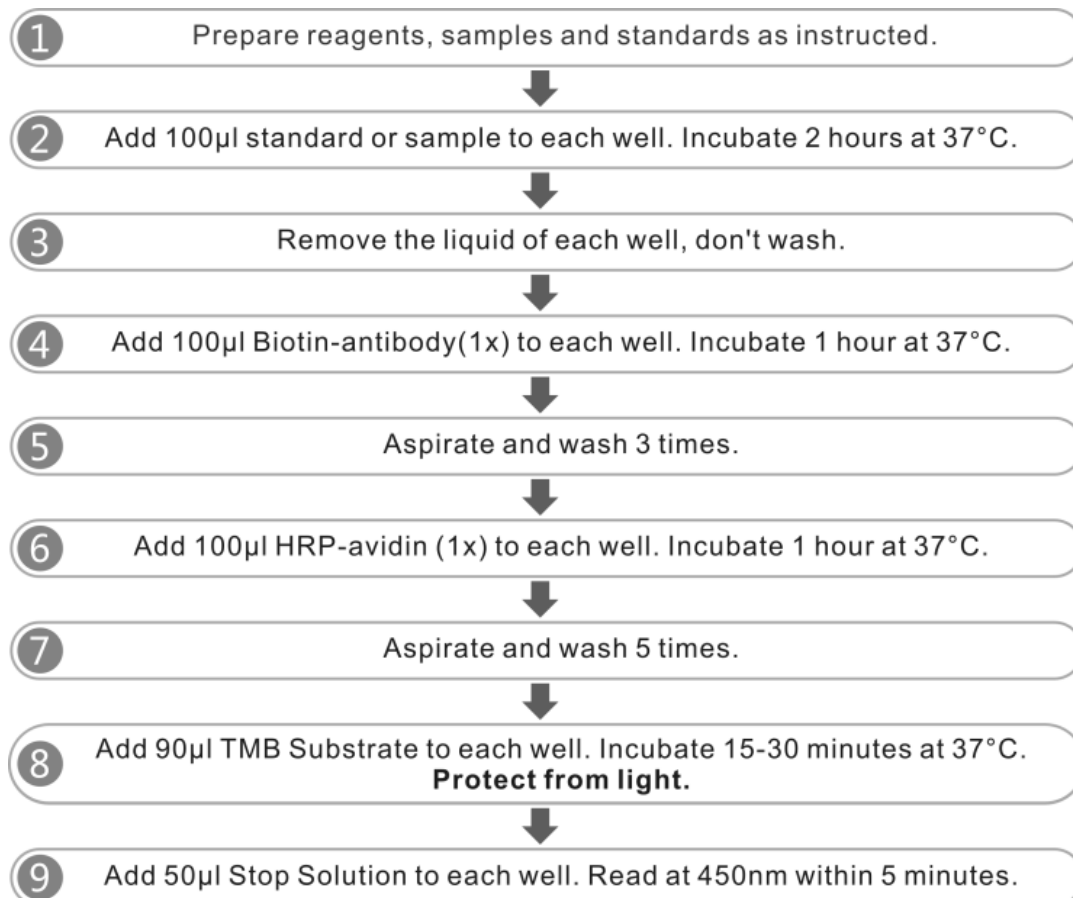 1 Prepare reagents, samples and standards as instructed.
2 Add 100µl standard or sample to each well. Incubate 2 hours at 37°C.
3 Remove the liquid of each well, don't wash.
4 Add 100µl Biotin-antibody(1x) to each well. Incubate 1 hour at 37°C.
5 Aspirate and wash 3 times.
6 Add 100µl HRP-avidin (1x) to each well. Incubate 1 hour at 37°C.
7 Aspirate and wash 5 times.
8 Add 90µl TMB Substrate to each well. Incubate 15-30 minutes at 37°C.
Protect from light.
9 Add 50µl Stop Solution to each well. Read at 450nm within 5 minutes.